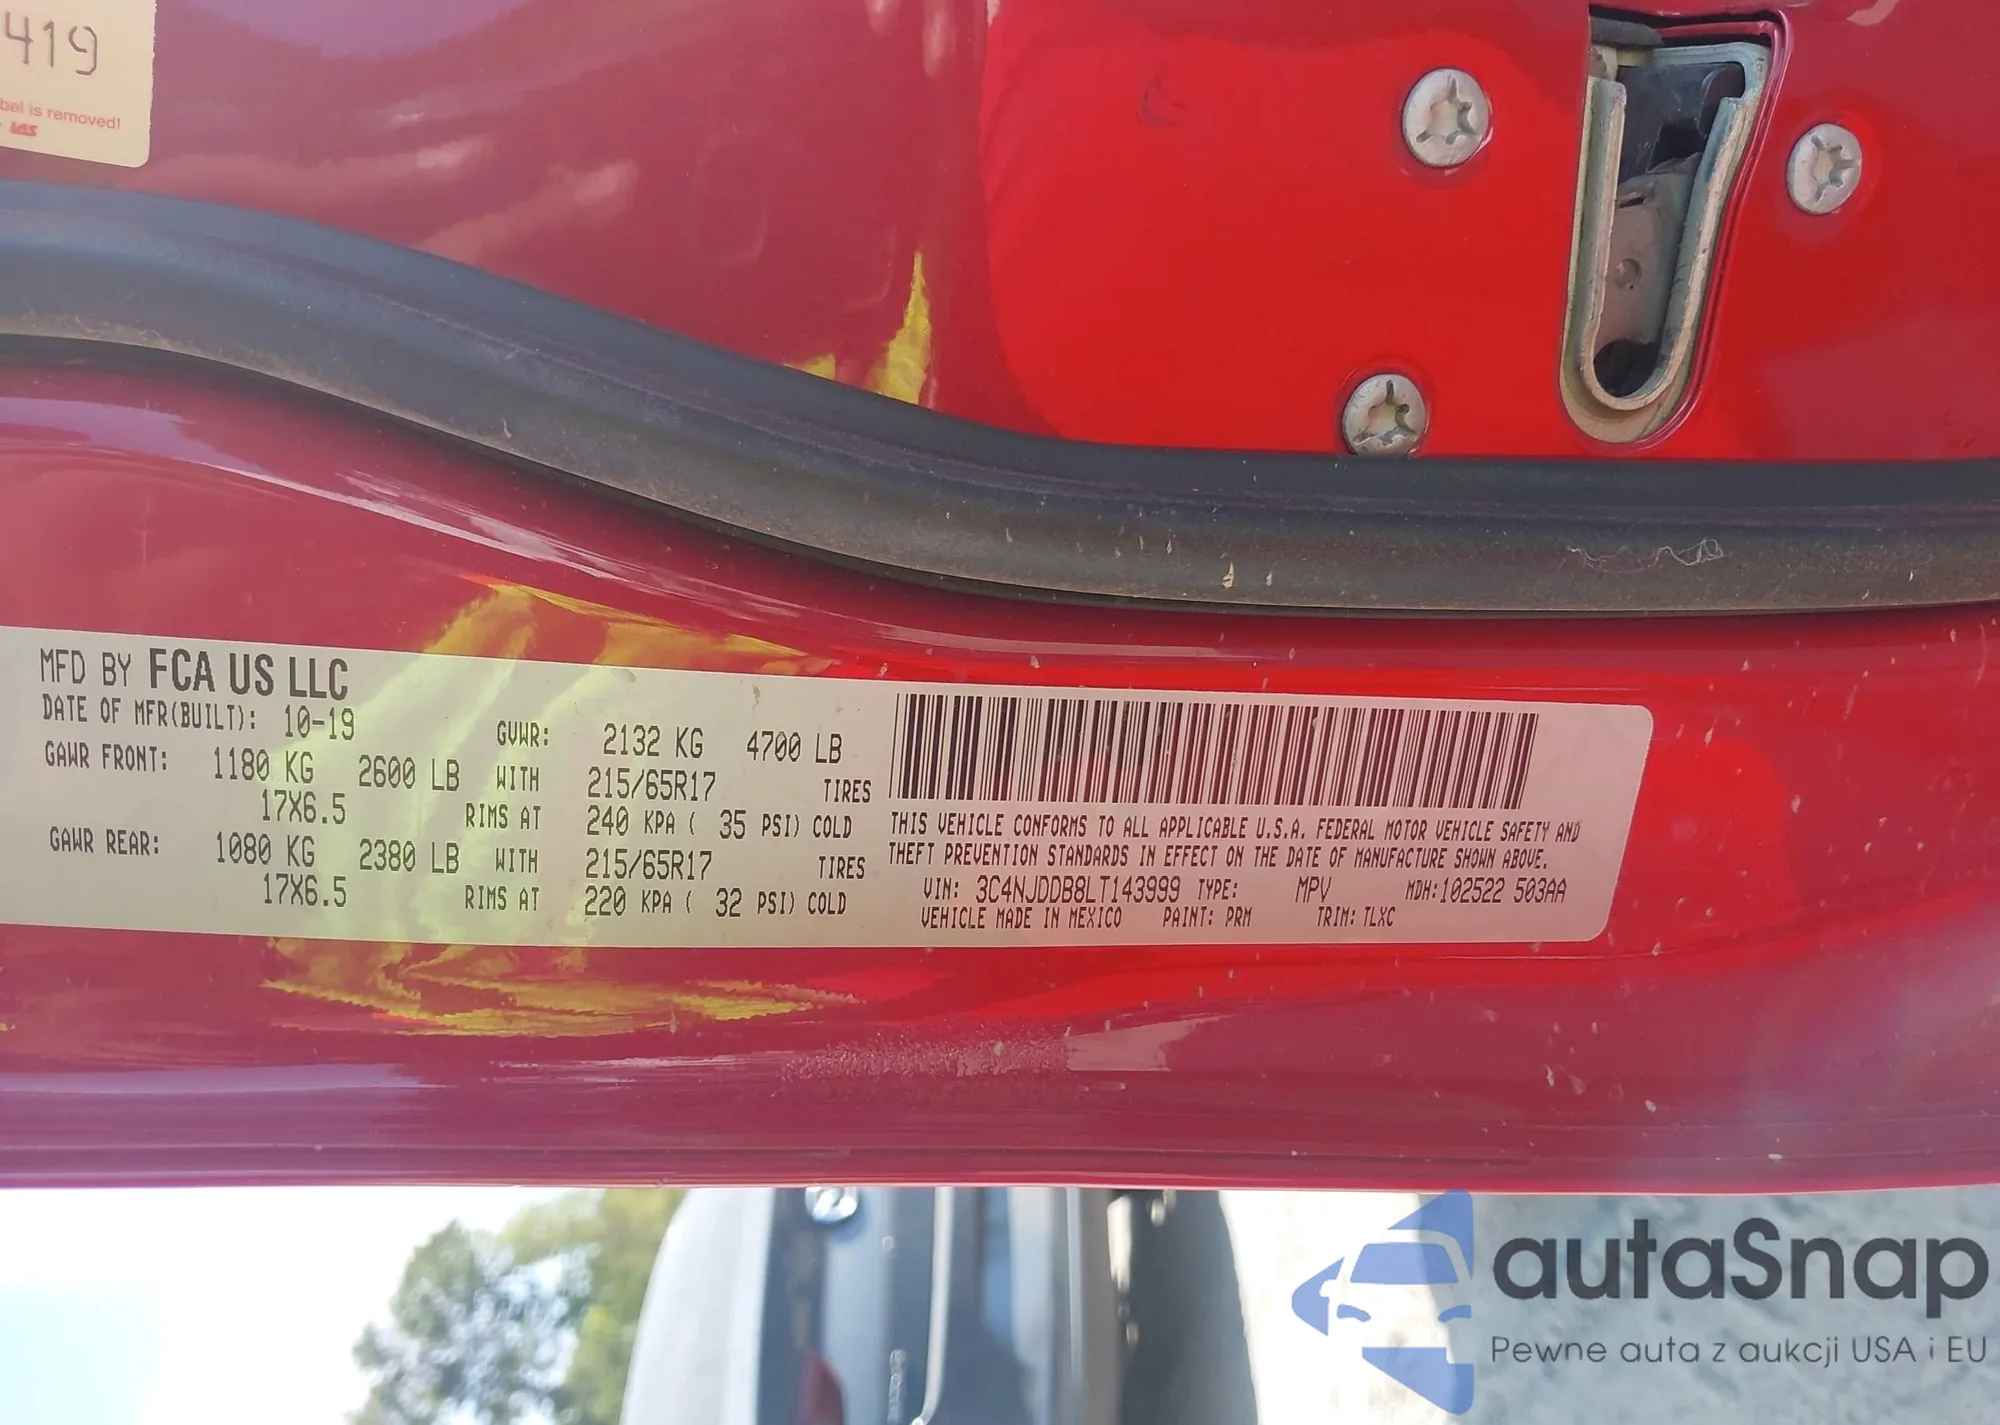 419
bel is removed!
IAS
MFD BY FCA US LLC
DATE OF MFR(BUILT): 10-19 GVWR: 2132 KG 4700 LB
GAWR FRONT: 1180 KG 2600 LB WITH 215/65R17 TIRES
17X6.5 RIMS AT 240 KPA ( 35 PSI) COLD
GAWR REAR: 1080 KG 2380 LB WITH 215/65R17 TIRES
17X6.5 RIMS AT 220 KPA ( 32 PSI) COLD
THIS VEHICLE CONFORMS TO ALL APPLICABLE U.S.A. FEDERAL MOTOR VEHICLE SAFETY AND
THEFT PREVENTION STANDARDS IN EFFECT ON THE DATE OF MANUFACTURE SHOWN ABOVE.
VIN: 3C4NJDDB8LT143999 TYPE: MPV MDH:102522 503AA
VEHICLE MADE IN MEXICO PAINT: PRM TRIM: TLXC
autaSnap
Pewne auta z aukcji USA i EU